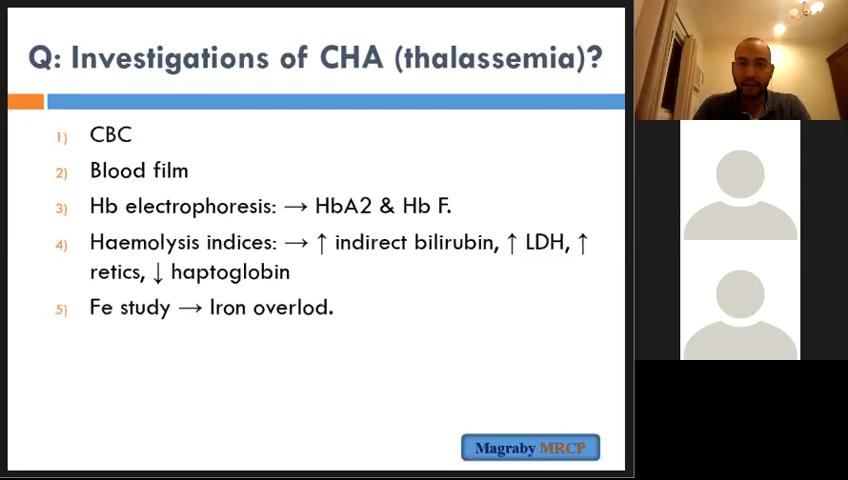 Q: Investigations of CHA (thalassemia)?
1) CBC
2) Blood film
3) Hb electrophoresis: → HbA2 & Hb F.
4) Haemolysis indices: → ↑ indirect bilirubin, ↑ LDH, ↑
retics, ↓ haptoglobin
5) Fe study → Iron overlod.
Magraby MRCP